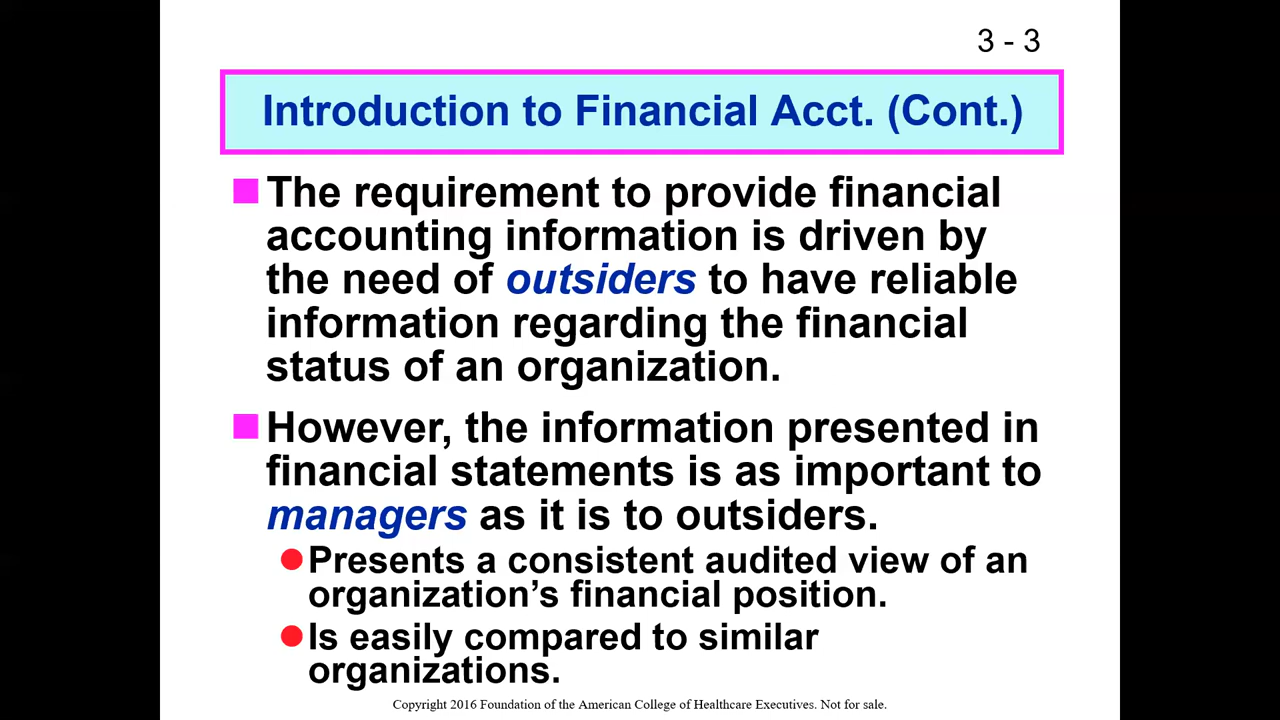 3 - 3
Introduction to Financial Acct. (Cont.)
The requirement to provide financial
accounting information is driven by
the need of outsiders to have reliable
information regarding the financial
status of an organization.
However, the information presented in
financial statements is as important to
managers as it is to outsiders.
Presents a consistent audited view of an
organization’s financial position.
Is easily compared to similar
organizations.
Copyright 2016 Foundation of the American College of Healthcare Executives. Not for sale.